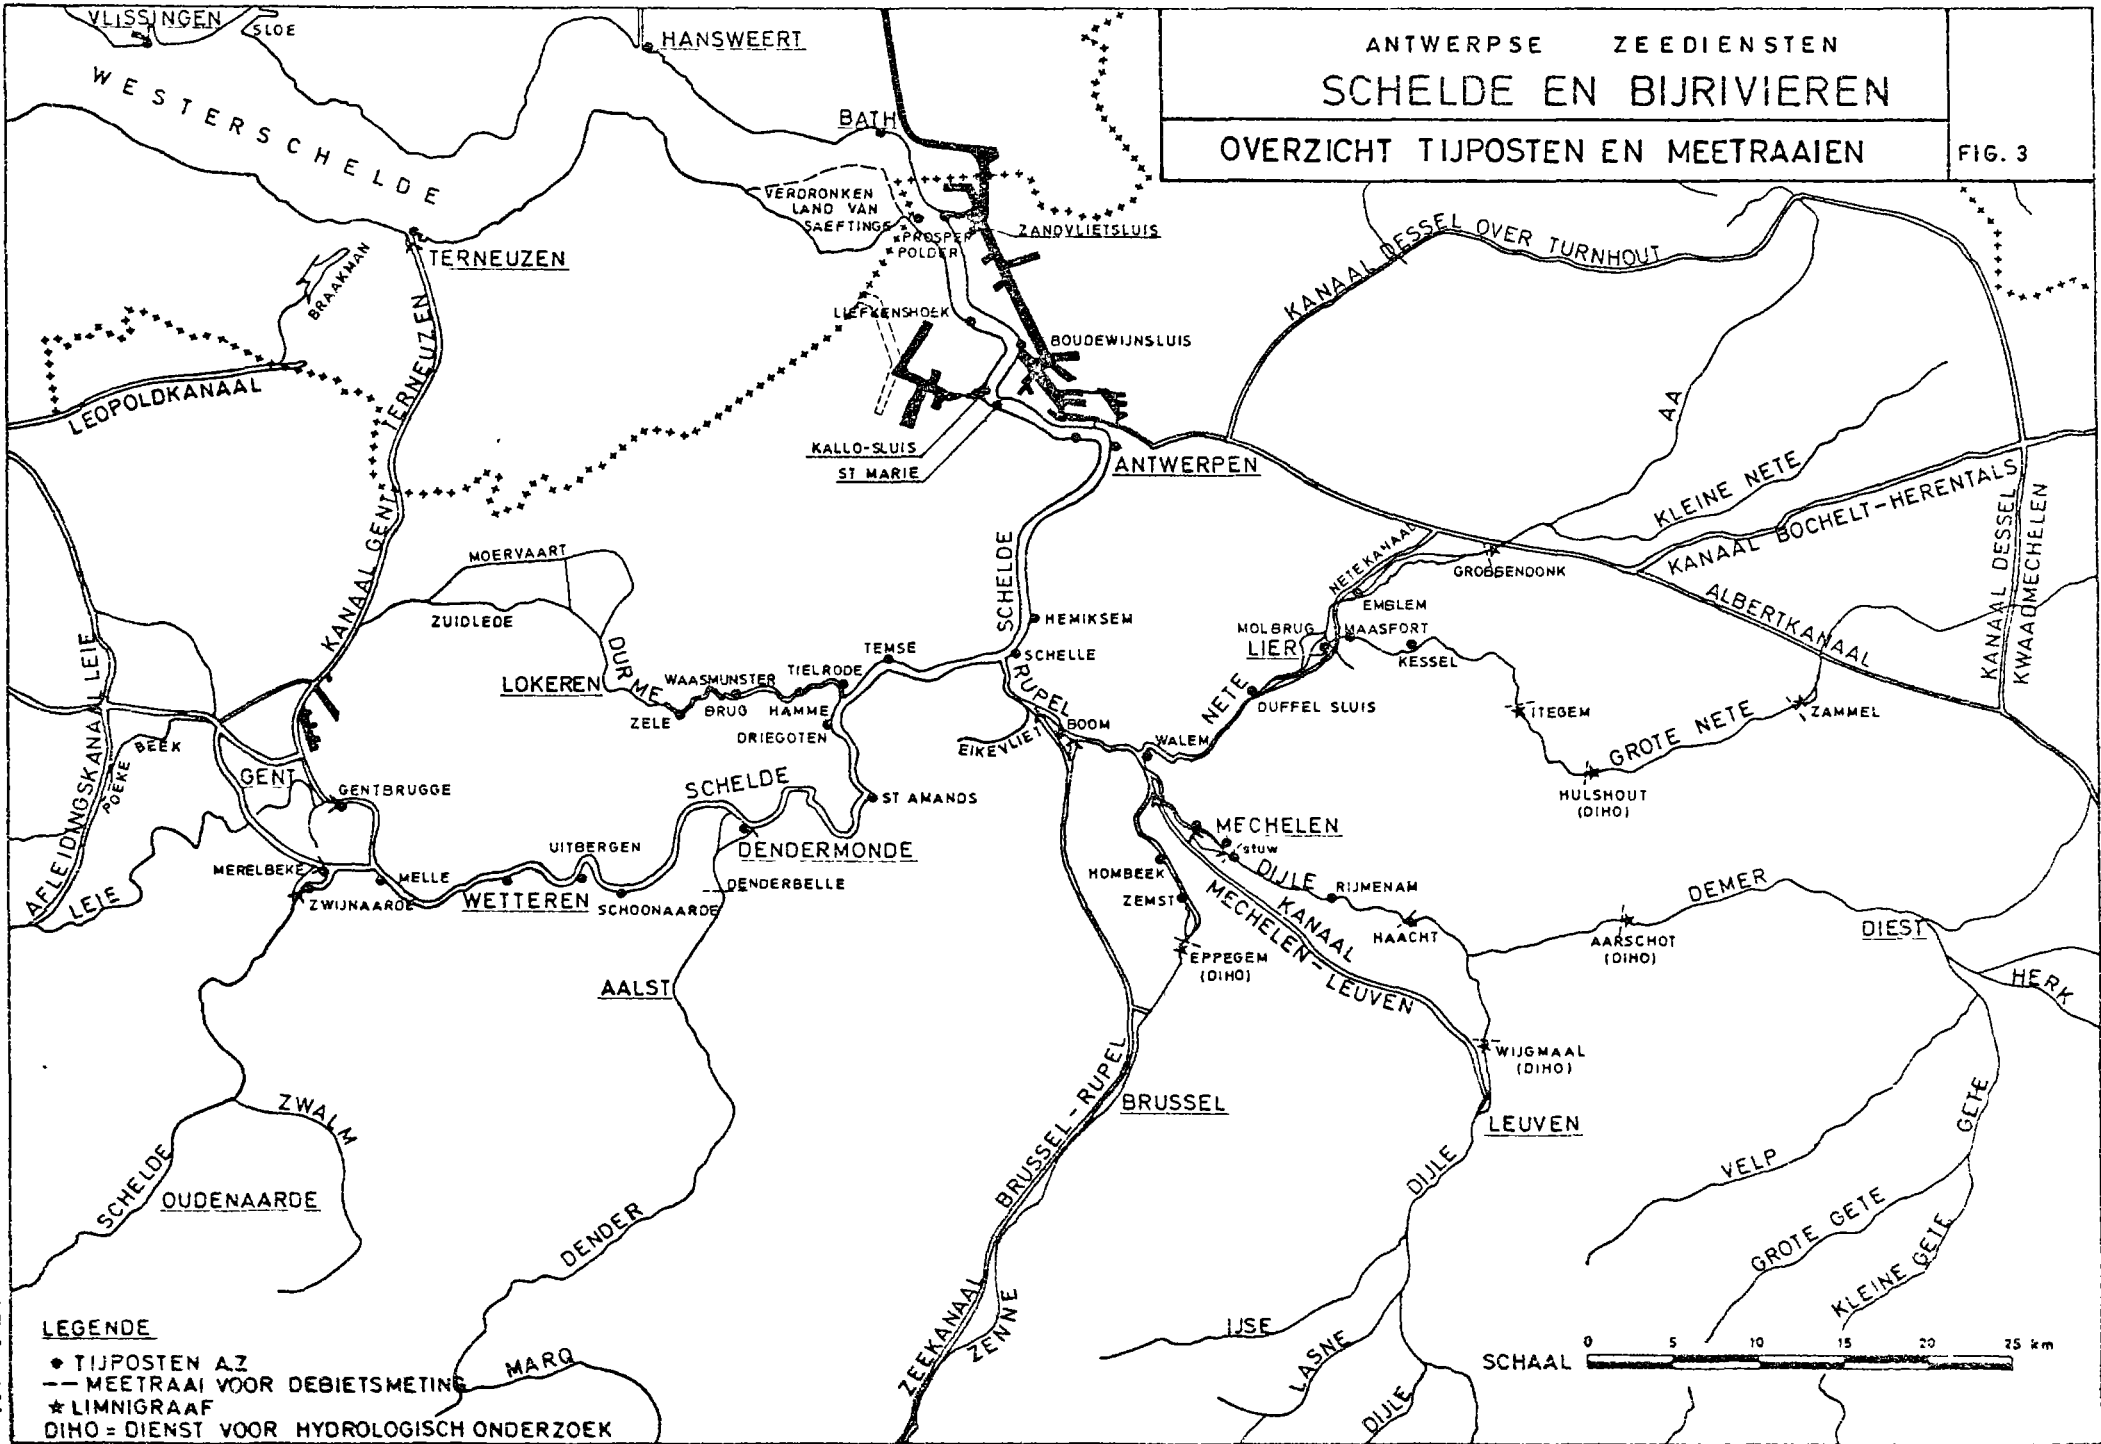 ANTWERPSE ZEEDIENSTEN
SCHELDE EN BIJRIVIEREN
OVERZICHT TIJPOSTEN EN MEETRAAIEN
FIG. 3
VLISSINGEN
SLOE
HANSWEERT
WESTERSCHELDE
BATH
VERDRONKEN
LAND VAN
SAEFTINGE
PROSPER
POLDER
ZANDVLIETSLUIS
TERNEUZEN
BRAAKMAN
LIEFKENSHOEK
BOUDEWIJNSLUIS
KANAAL DESSEL OVER TURNHOUT
LEOPOLDKANAAL
KANAAL GENT TERNEUZEN
KALLO-SLUIS
ST MARIE
ANTWERPEN
AA
KLEINE NETE
KANAAL BOCHELT-HERENTALS
KANAAL DESSEL
KWAADMECHELEN
MOERVAART
ZUIDLEDE
SCHELDE
NETEKANAAL
GROBBENDONK
EMBLEM
ALBERTKANAAL
HEMIKSEM
MOLBRUG
MAASFORT
LIER
KESSEL
SCHELLE
TEMSE
DURME
LOKEREN
WAASMUNSTER
BRUG
TIELRODE
HAMME
ZELE
DRIEGOTEN
RUPEL
BOOM
EIKEVLIET
NETE
DUFFEL SLUIS
WALEM
ITEGEM
GROTE NETE
ZAMMEL
HULSHOUT
(DIHO)
AFLEIDINGSKANAAL LEIE
POEKE
BEEK
GENT
GENTBRUGGE
SCHELDE
ST AMANDS
MECHELEN
stuw
UITBERGEN
DENDERMONDE
MERELBEKE
MELLE
WETTEREN
SCHOONAARDE
DENDERBELLE
ZWIJNAARDE
LEIE
HOMBEEK
ZEMST
DIJLE
RIJMENAM
HAACHT
KANAAL
MECHELEN-LEUVEN
EPPEGEM
(DIHO)
DEMER
AARSCHOT
(DIHO)
DIEST
HERK
AALST
WIJGMAAL
(DIHO)
LEUVEN
BRUSSEL
ZWALM
SCHELDE
OUDENAARDE
DENDER
ZEEKANAAL BRUSSEL-RUPEL
ZENNE
DIJLE
GETE
VELP
GROTE GETE
KLEINE GETE
IJSE
LASNE
DIJLE
MARQ
LEGENDE
TIJPOSTEN A.Z
MEETRAAI VOOR DEBIETSMETING
LIMNIGRAAF
DIHO = DIENST VOOR HYDROLOGISCH ONDERZOEK
SCHAAL 0 5 10 15 20 25 km